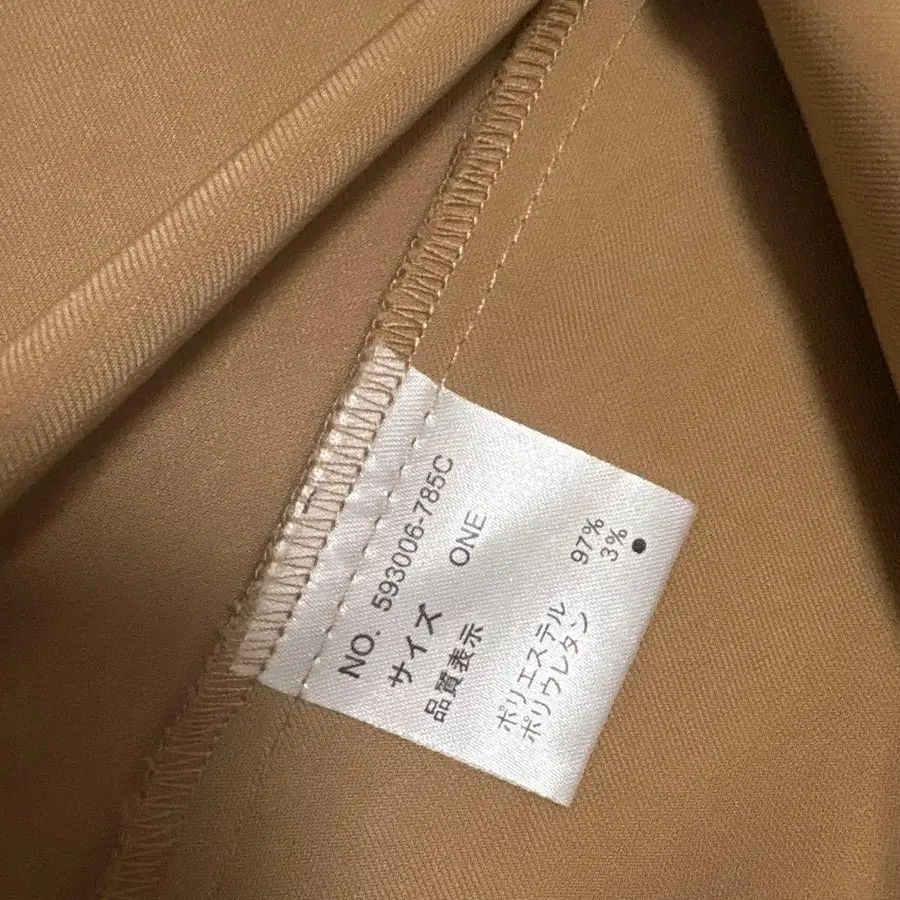 NO. 593006-785C
サイズ ONE
品質表示
ポリエステル 97%
ポリウレタン 3%